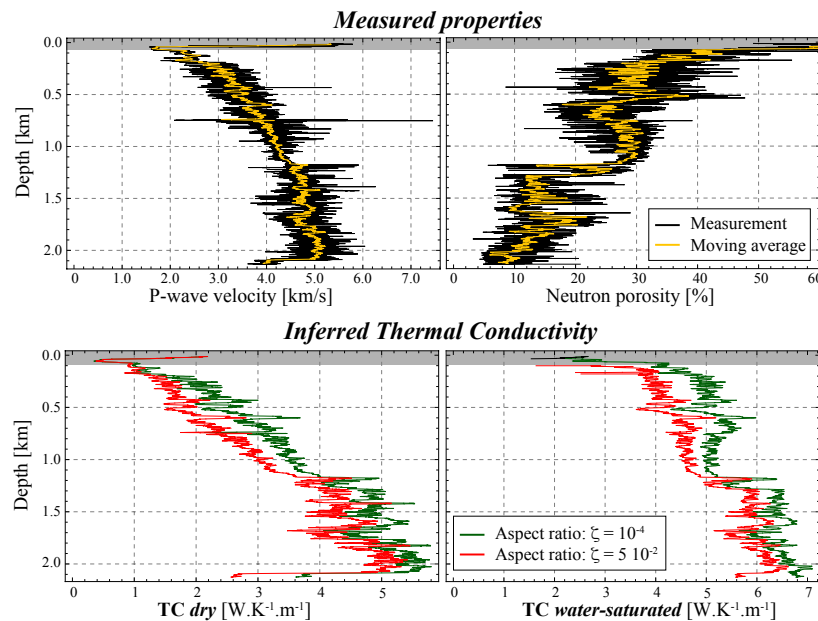 Measured properties
0.0
0.5
1.0
1.5
2.0
Depth [km]
0 1.0 2.0 3.0 4.0 5.0 6.0 7.0
P-wave velocity [km/s]
Measurement
Moving average
0 10 20 30 40 50 60
Neutron porosity [%]
Inferred Thermal Conductivity
0.0
0.5
1.0
1.5
2.0
Depth [km]
0 1 2 3 4 5
TC dry [W.K-1.m-1]
Aspect ratio: ζ = 10-4
Aspect ratio: ζ = 5 10-2
0 1 2 3 4 5 6 7
TC water-saturated [W.K-1.m-1]